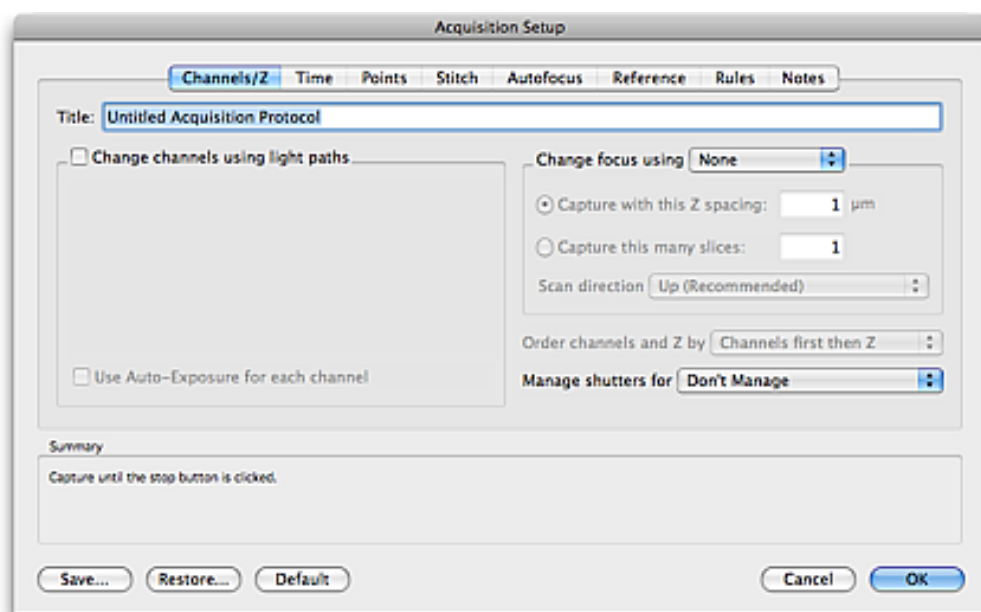 Acquisition Setup
Channels/Z Time Points Stitch Autofocus Reference Rules Notes
Title: Untitled Acquisition Protocol
Change channels using light paths
Change focus using None
Capture with this Z spacing: 1 µm
Capture this many slices: 1
Scan direction Up (Recommended)
Order channels and Z by Channels first then Z
Use Auto-Exposure for each channel
Manage shutters for Don't Manage
Summary
Capture until the stop button is clicked.
Save... Restore... Default Cancel OK